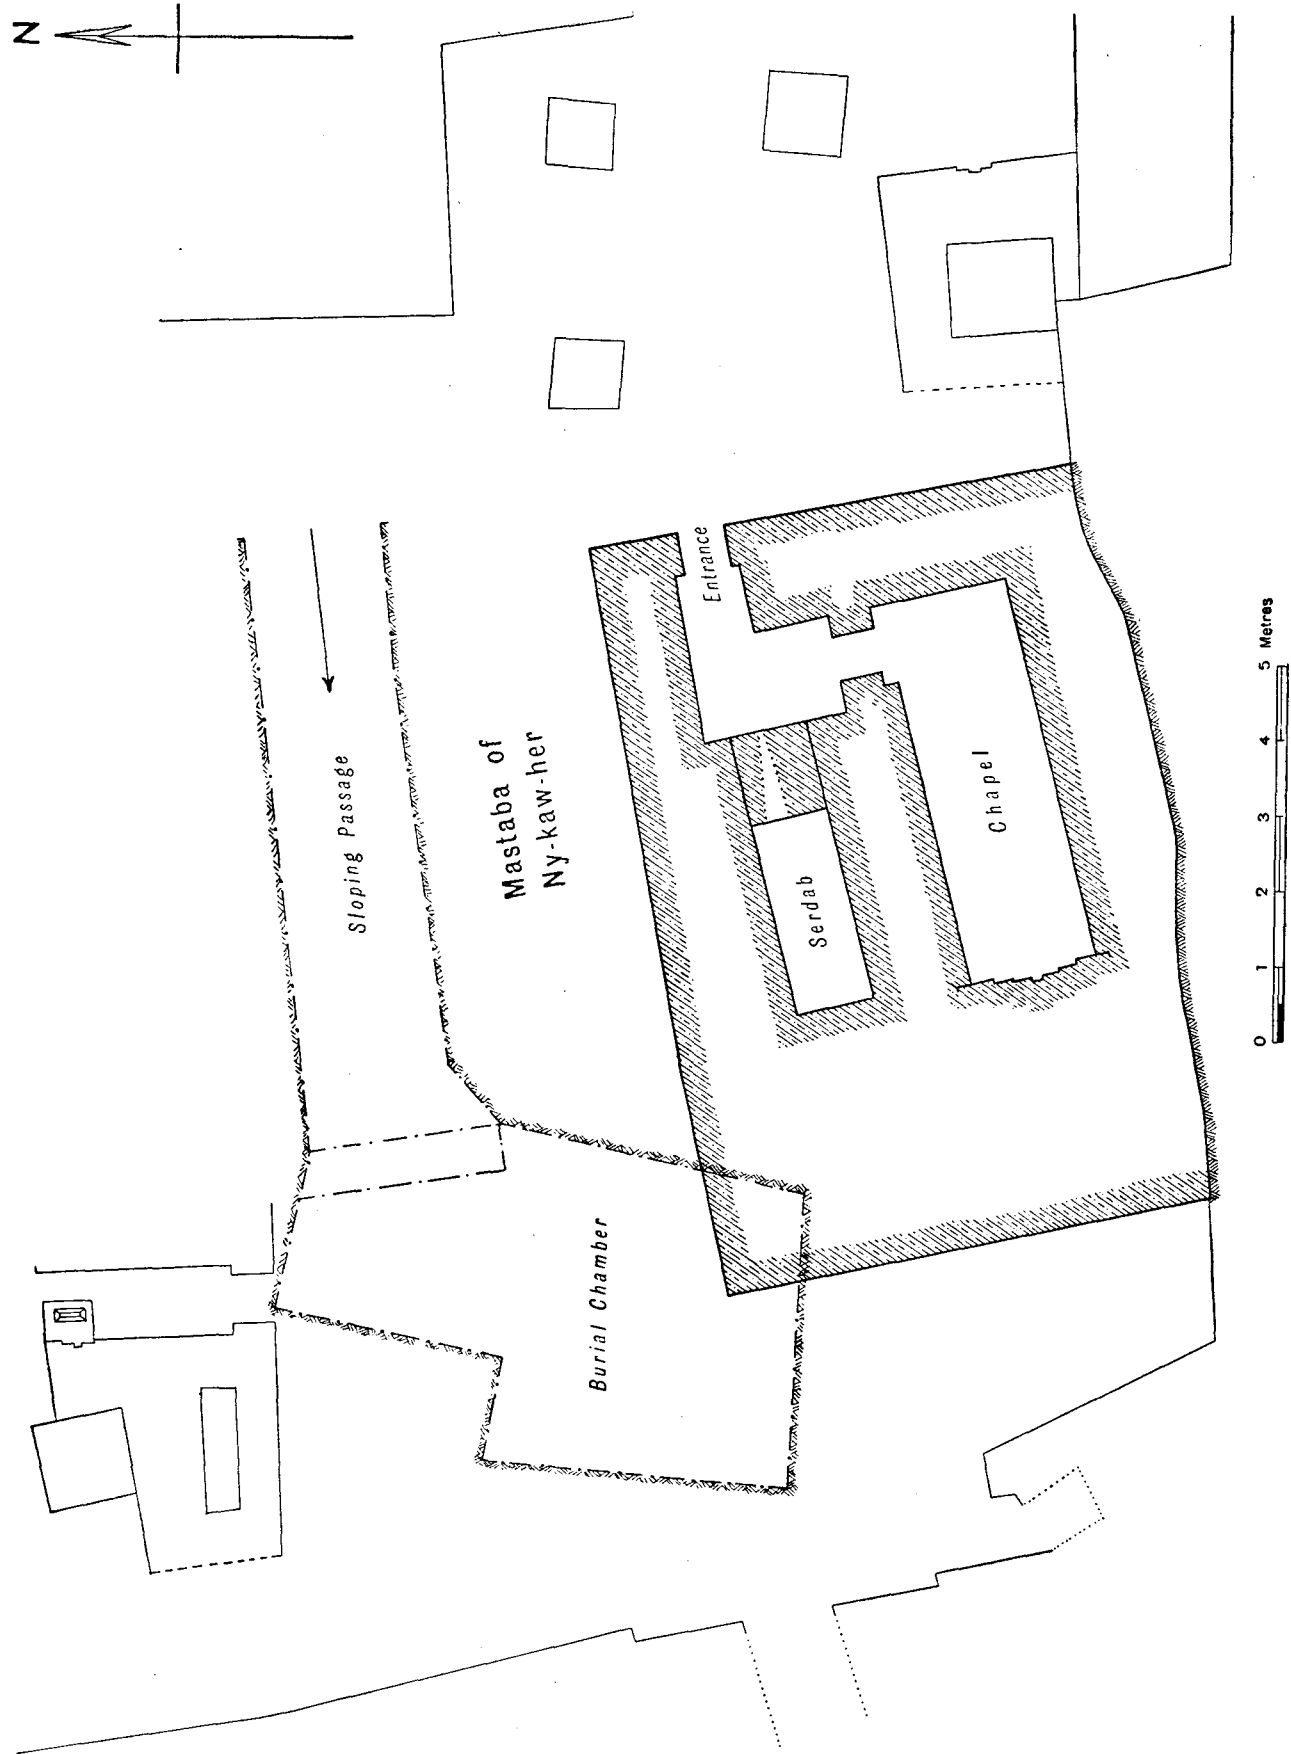 N
Sloping Passage
Mastaba of
Ny-kaw-her
Entrance
Serdab
Chapel
Burial Chamber
0 1 2 3 4 5 Metres